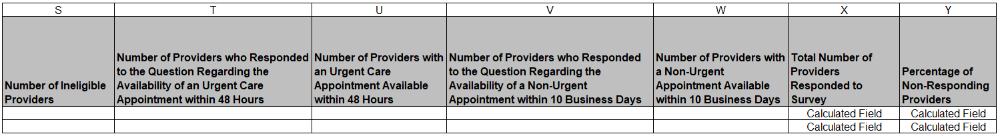 S T U V W X Y
Number of Ineligible
Providers
Number of Providers who Responded
to the Question Regarding the
Availability of an Urgent Care
Appointment within 48 Hours
Number of Providers with
an Urgent Care
Appointment Available
within 48 Hours
Number of Providers who Responded
to the Question Regarding the
Availability of a Non-Urgent
Appointment within 10 Business Days
Number of Providers with
a Non-Urgent
Appointment Available
within 10 Business Days
Total Number of
Providers
Responded to
Survey
Percentage of
Non-Responding
Providers
Calculated Field Calculated Field
Calculated Field Calculated Field